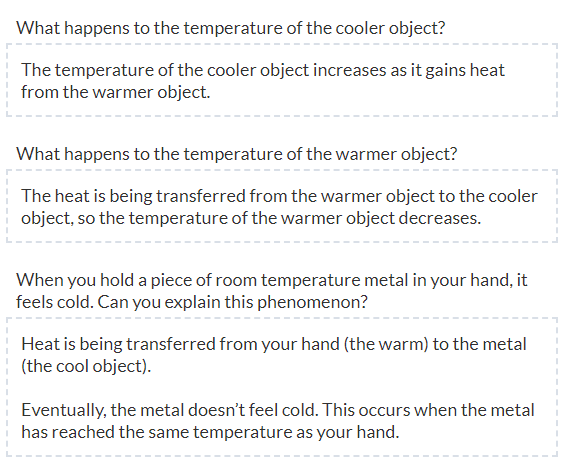 What happens to the temperature of the cooler object?
The temperature of the cooler object increases as it gains heat
from the warmer object.
What happens to the temperature of the warmer object?
The heat is being transferred from the warmer object to the cooler
object, so the temperature of the warmer object decreases.
When you hold a piece of room temperature metal in your hand, it
feels cold. Can you explain this phenomenon?
Heat is being transferred from your hand (the warm) to the metal
(the cool object).
Eventually, the metal doesn’t feel cold. This occurs when the metal
has reached the same temperature as your hand.